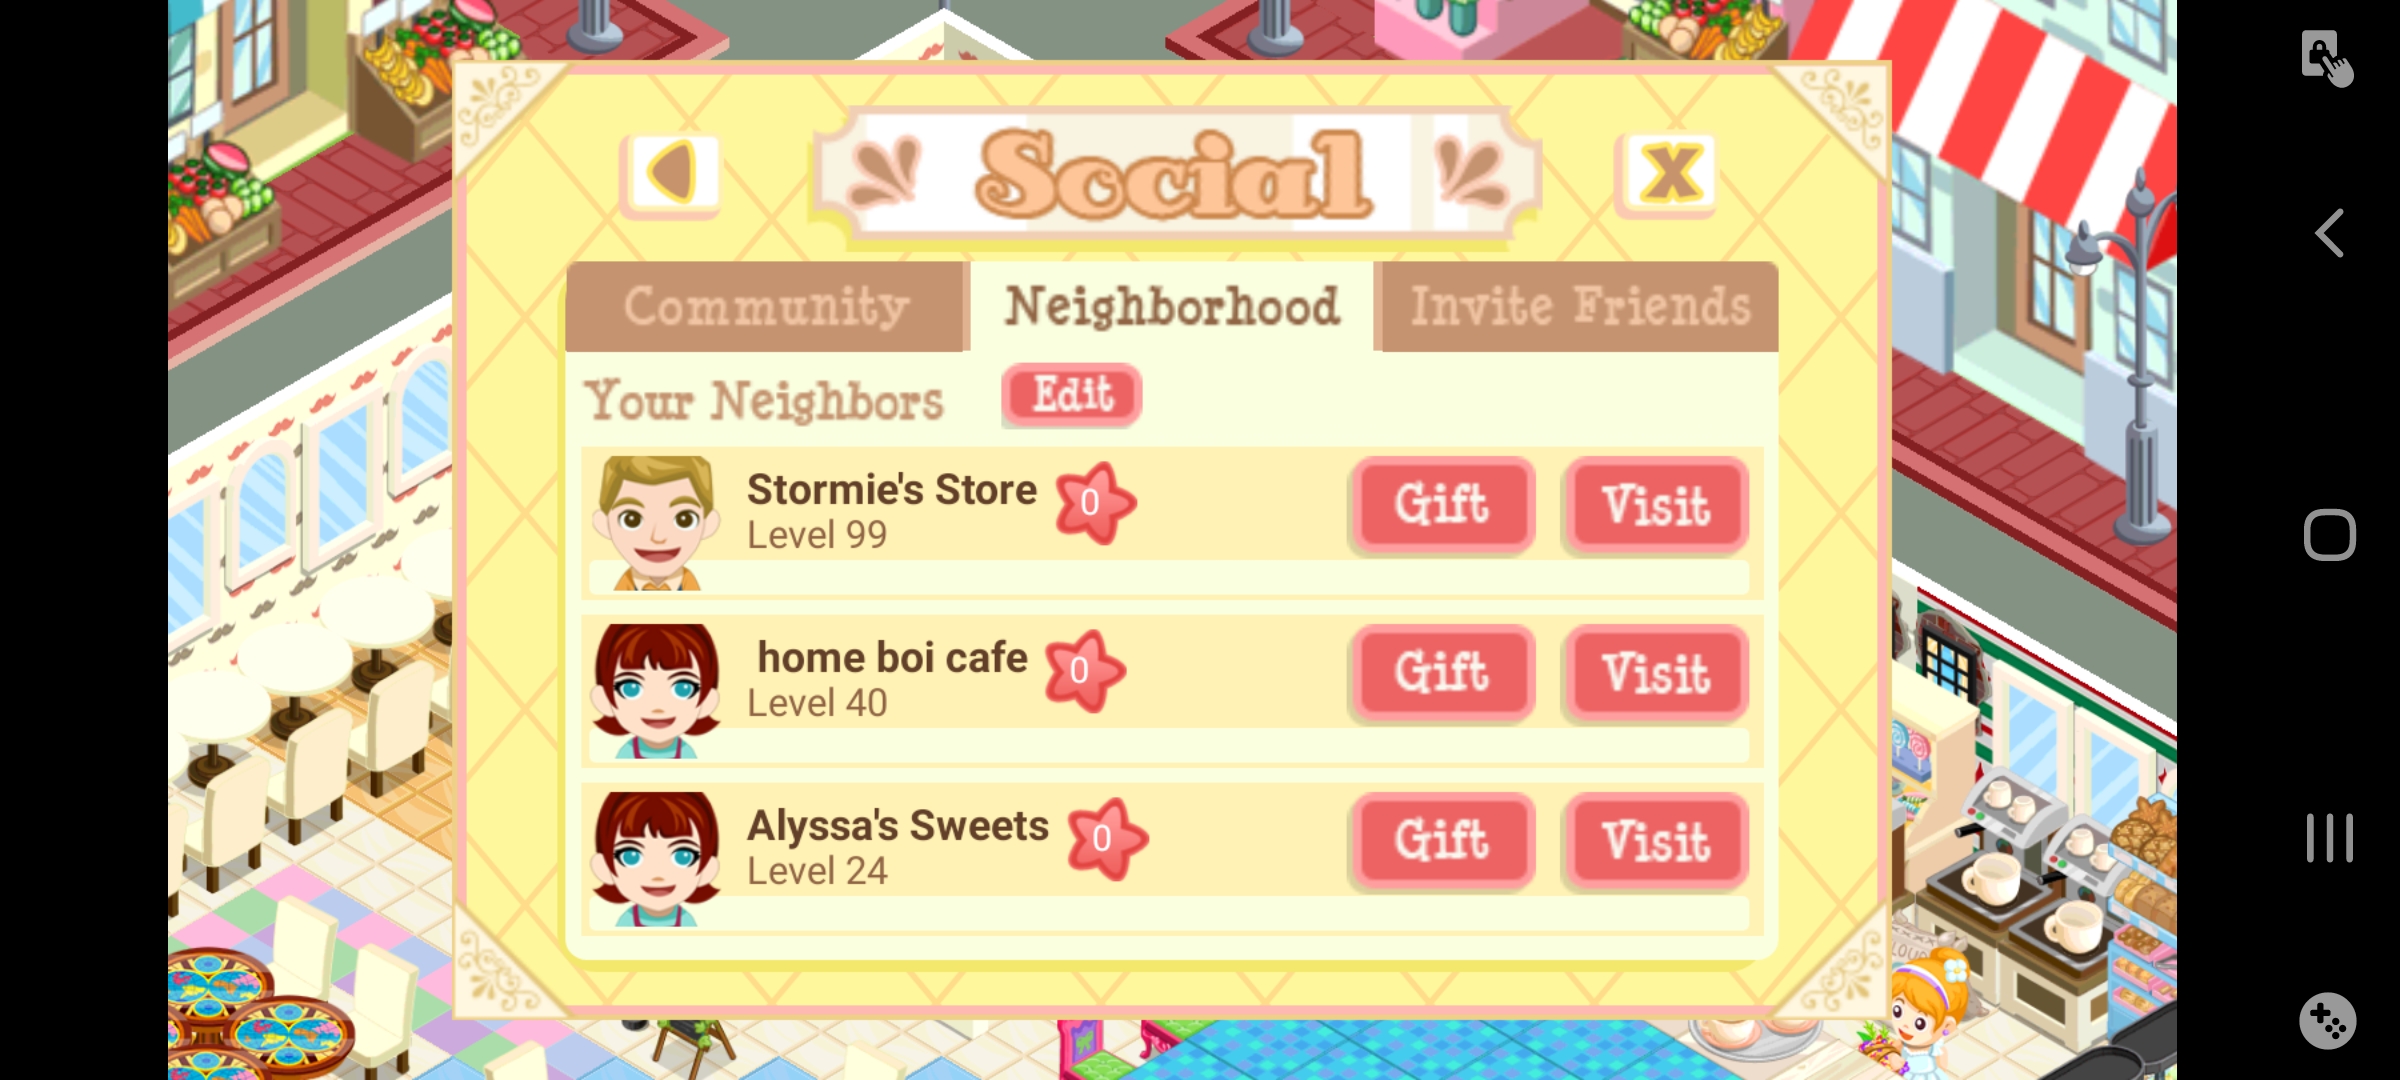 Social
Community
Neighborhood
Invite Friends
Your Neighbors
Edit
Stormie's Store
0
Level 99
Gift
Visit
home boi cafe
0
Level 40
Gift
Visit
Alyssa's Sweets
0
Level 24
Gift
Visit